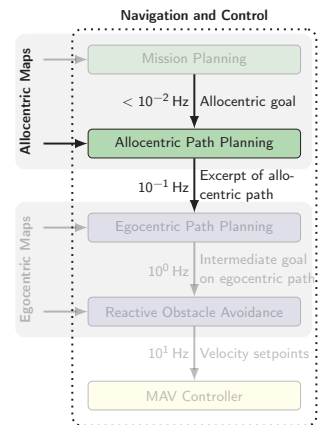 Navigation and Control
Allocentric Maps
Mission Planning
< 10⁻² Hz
Allocentric goal
Allocentric Path Planning
10⁻¹ Hz
Excerpt of allo-
centric path
Egocentric Maps
Egocentric Path Planning
10⁰ Hz
Intermediate goal
on egocentric path
Reactive Obstacle Avoidance
10¹ Hz
Velocity setpoints
MAV Controller